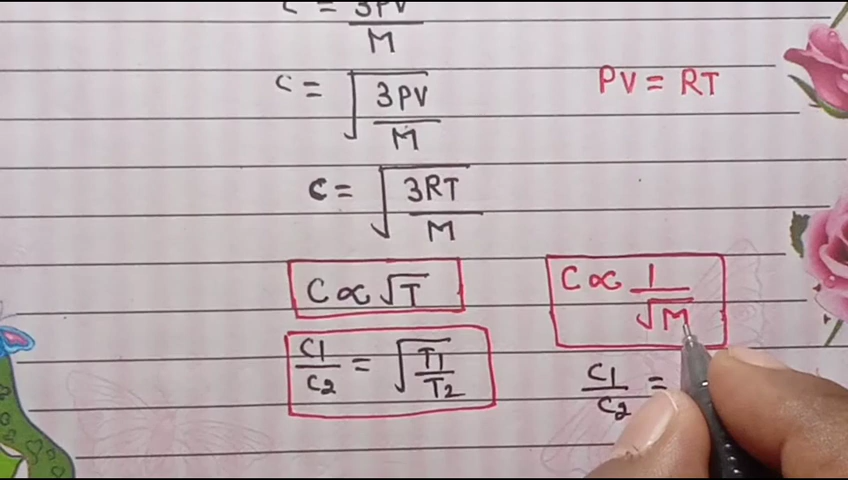 C = 3PV/M
C = √(3PV/M)
PV = RT
C = √(3RT/M)
C ∝ √T
C ∝ 1/√M
C1/C2 = √(T1/T2)
C1/C2 =